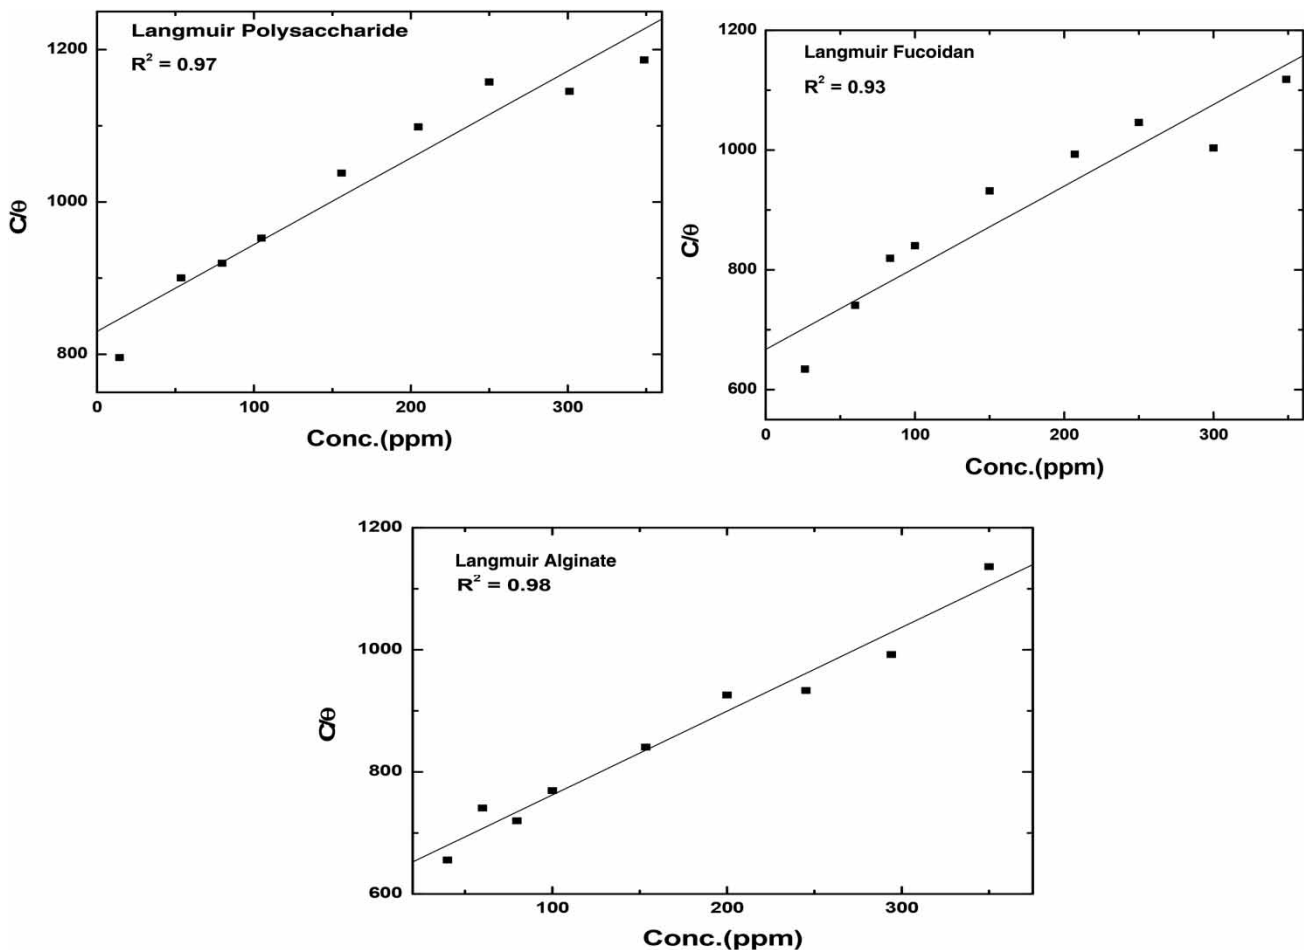 Langmuir Polysaccharide
R² = 0.97
1200
1000
800
C/θ
0
100
200
300
Conc.(ppm)
Langmuir Fucoidan
R² = 0.93
1200
1000
800
600
C/θ
0
100
200
300
Conc.(ppm)
Langmuir Alginate
R² = 0.98
1200
1000
800
600
C/θ
100
200
300
Conc.(ppm)